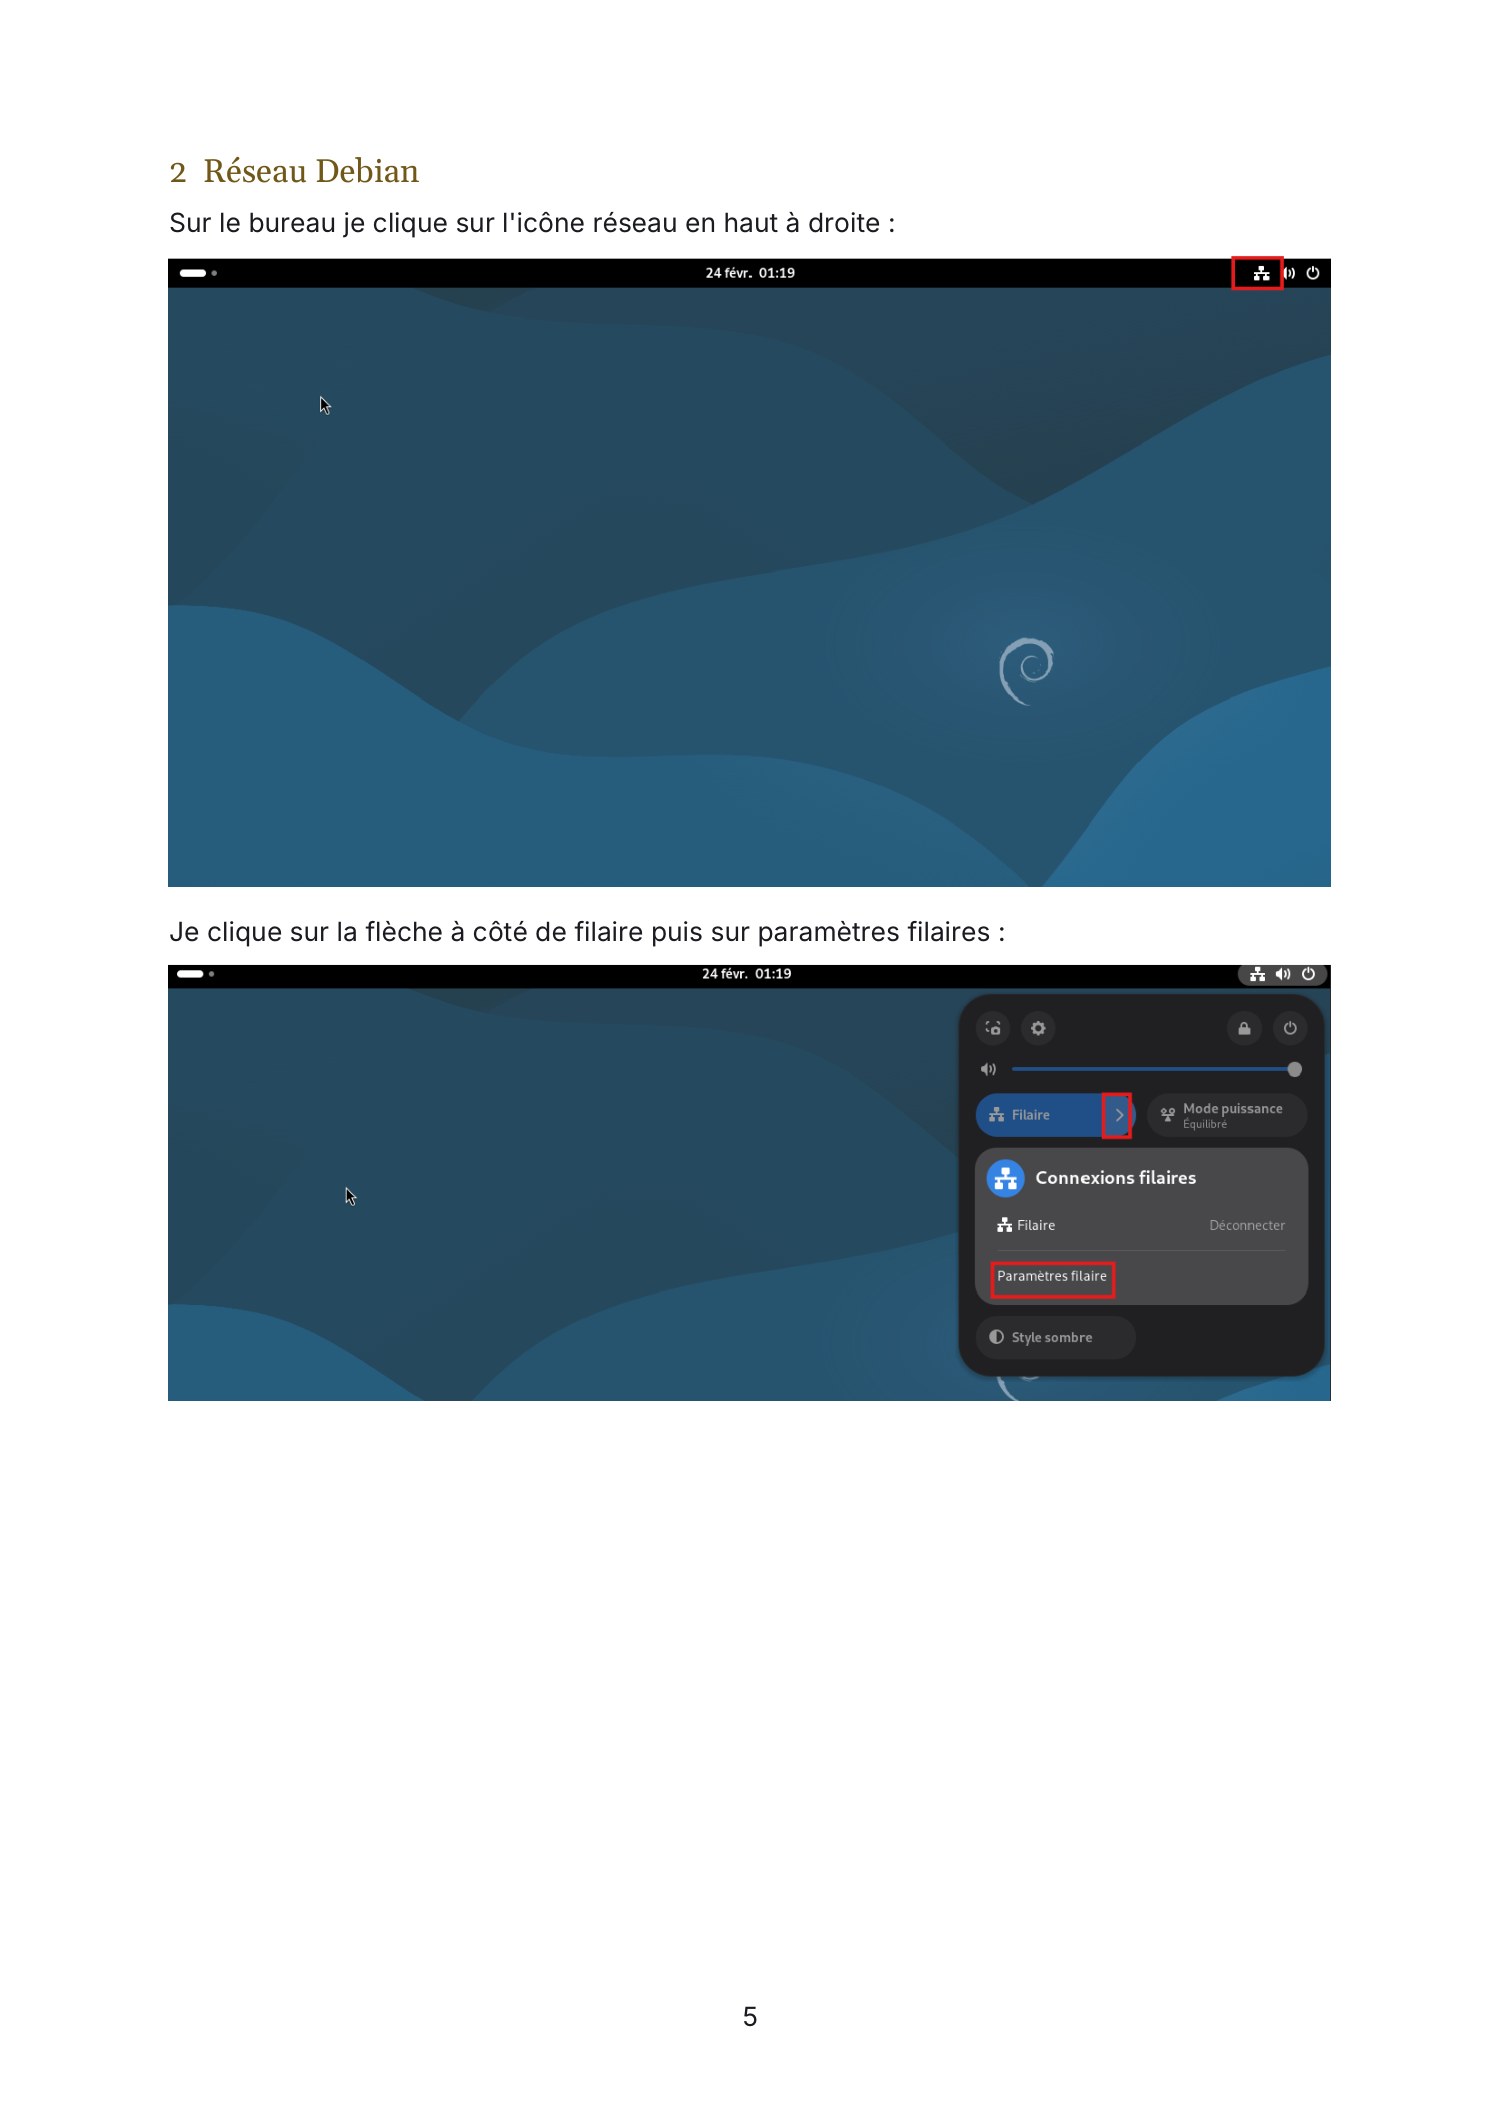 2 Réseau Debian
Sur le bureau je clique sur l'icône réseau en haut à droite :
24 févr. 01:19
Je clique sur la flèche à côté de filaire puis sur paramètres filaires :
24 févr. 01:19
Filaire
Mode puissance
Équilibré
Connexions filaires
Filaire Déconnecter
Paramètres filaire
Style sombre
5